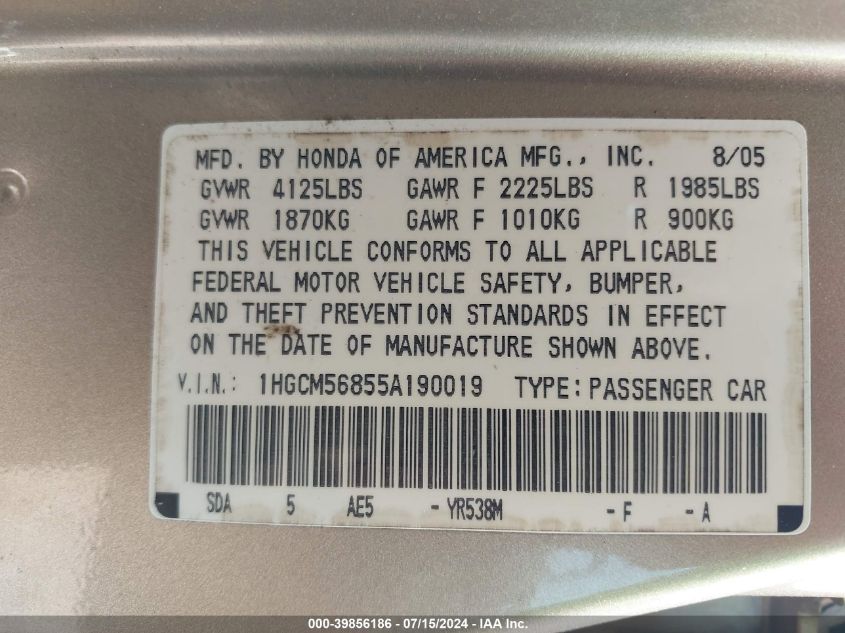 MFD. BY HONDA OF AMERICA MFG., INC. 8/05
GVWR 4125LBS GAWR F 2225LBS R 1985LBS
GVWR 1870KG GAWR F 1010KG R 900KG
THIS VEHICLE CONFORMS TO ALL APPLICABLE
FEDERAL MOTOR VEHICLE SAFETY, BUMPER,
AND THEFT PREVENTION STANDARDS IN EFFECT
ON THE DATE OF MANUFACTURE SHOWN ABOVE.
V.I.N.: 1HGCM56855A190019 TYPE: PASSENGER CAR
SDA 5 AE5 - YR538M - F - A
000-39856186 - 07/15/2024 - IAA Inc.